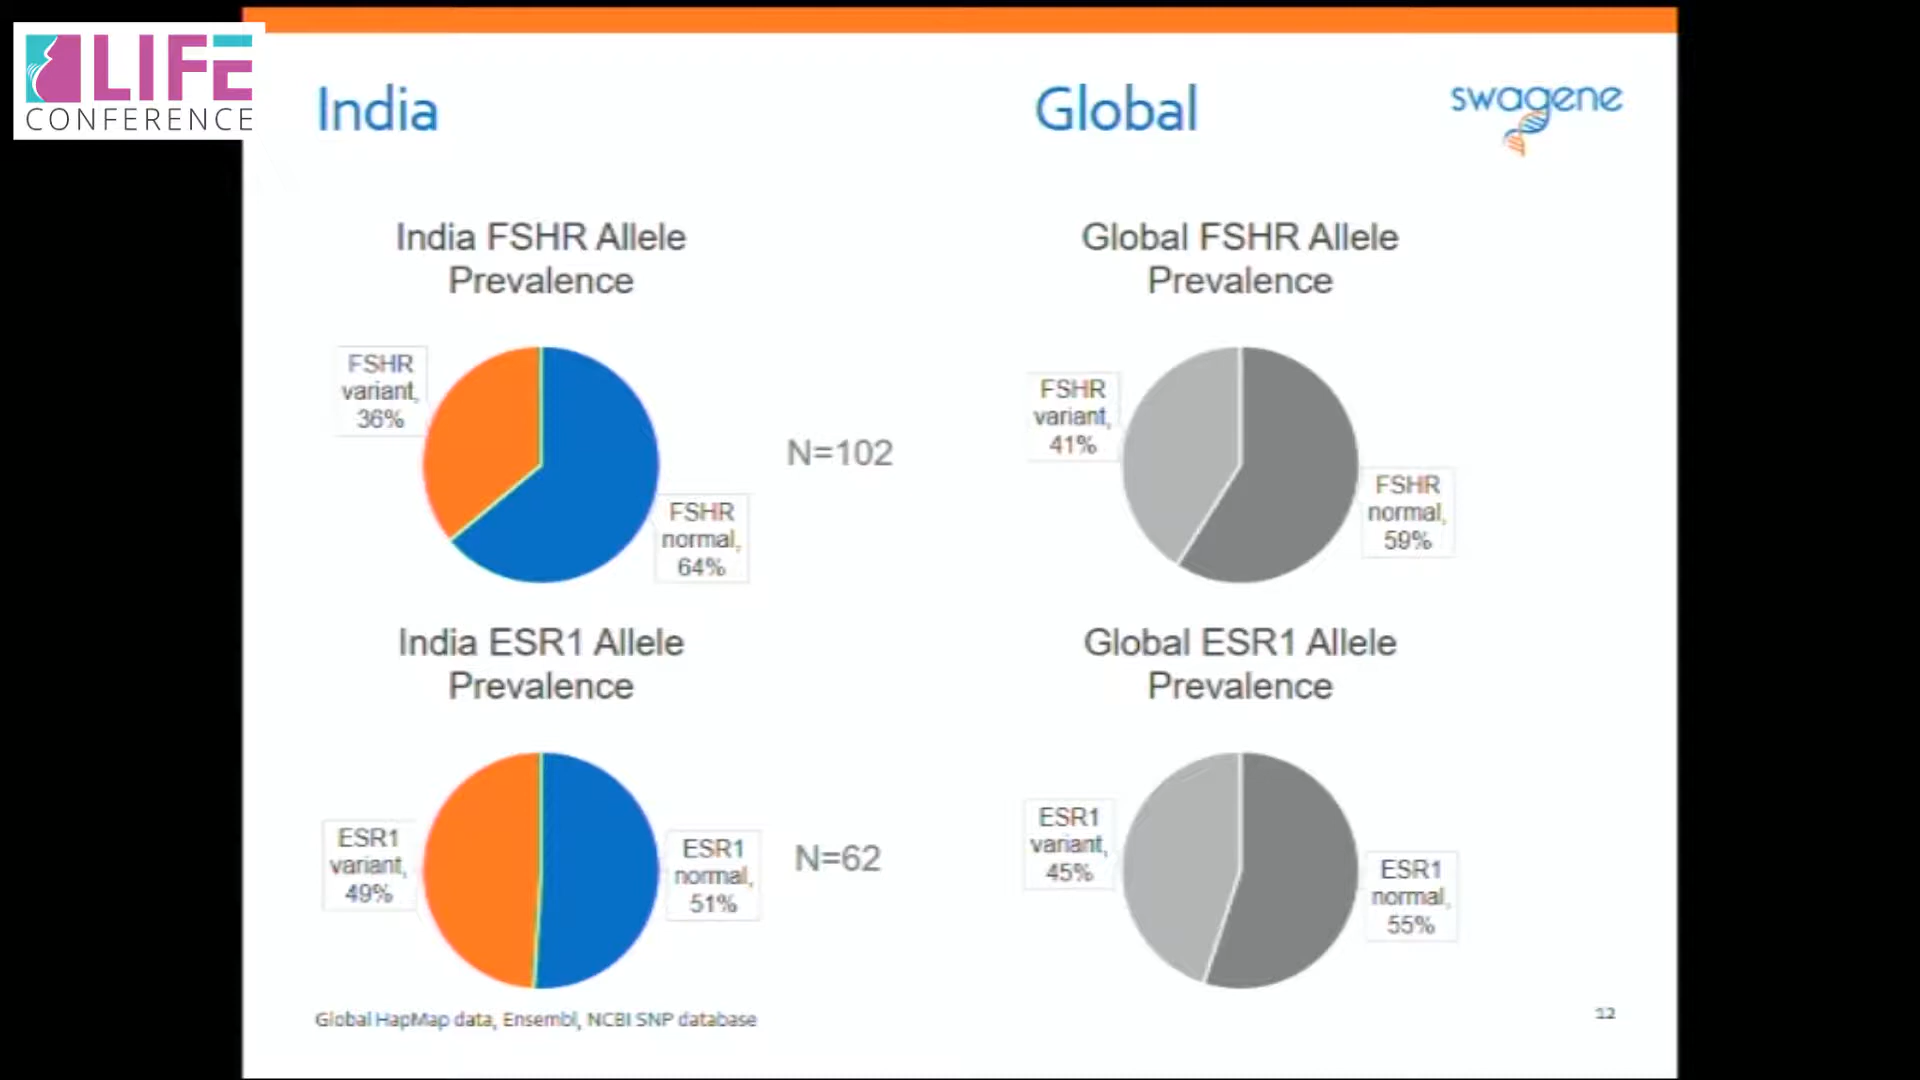 LIFE
CONFERENCE
India
Global
swagene
India FSHR Allele
Prevalence
FSHR
variant,
36%
FSHR
normal,
64%
N=102
Global FSHR Allele
Prevalence
FSHR
variant,
41%
FSHR
normal,
59%
India ESR1 Allele
Prevalence
ESR1
variant,
49%
ESR1
normal,
51%
N=62
Global ESR1 Allele
Prevalence
ESR1
variant,
45%
ESR1
normal,
55%
Global HapMap data, Ensembl, NCBI SNP database
12